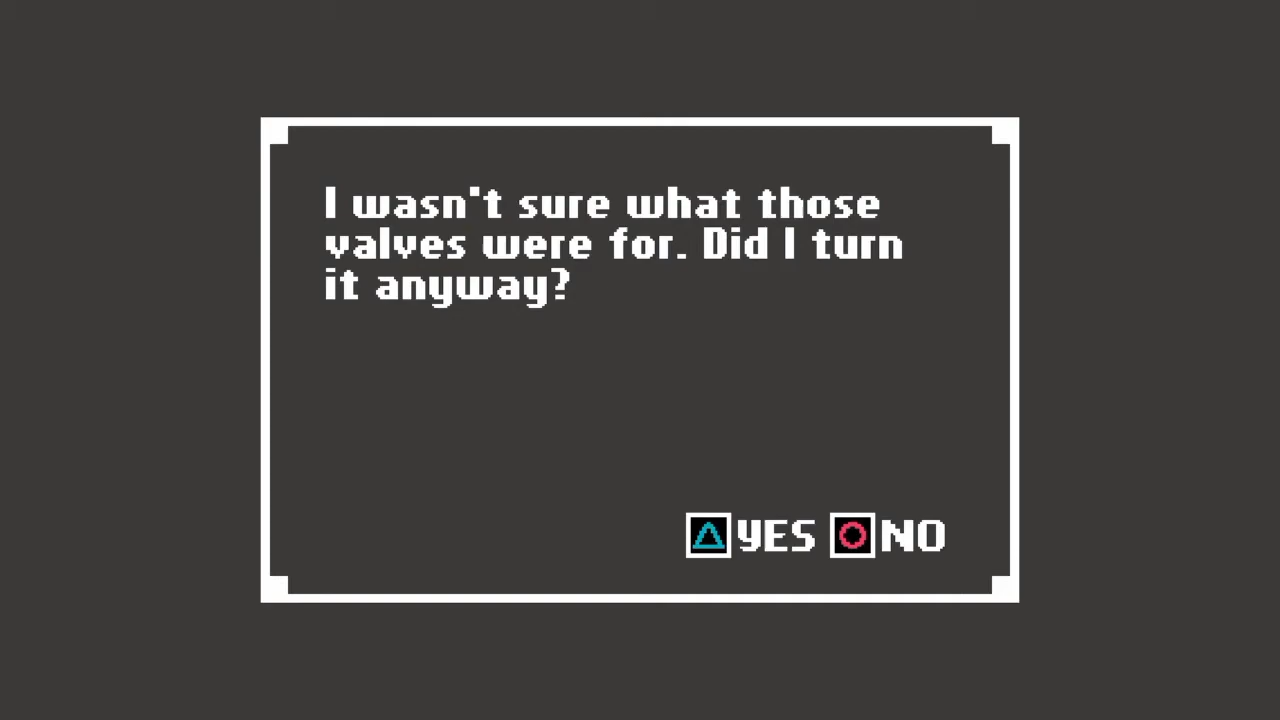 I wasn't sure what those
valves were for. Did I turn
it anyway?
YES NO